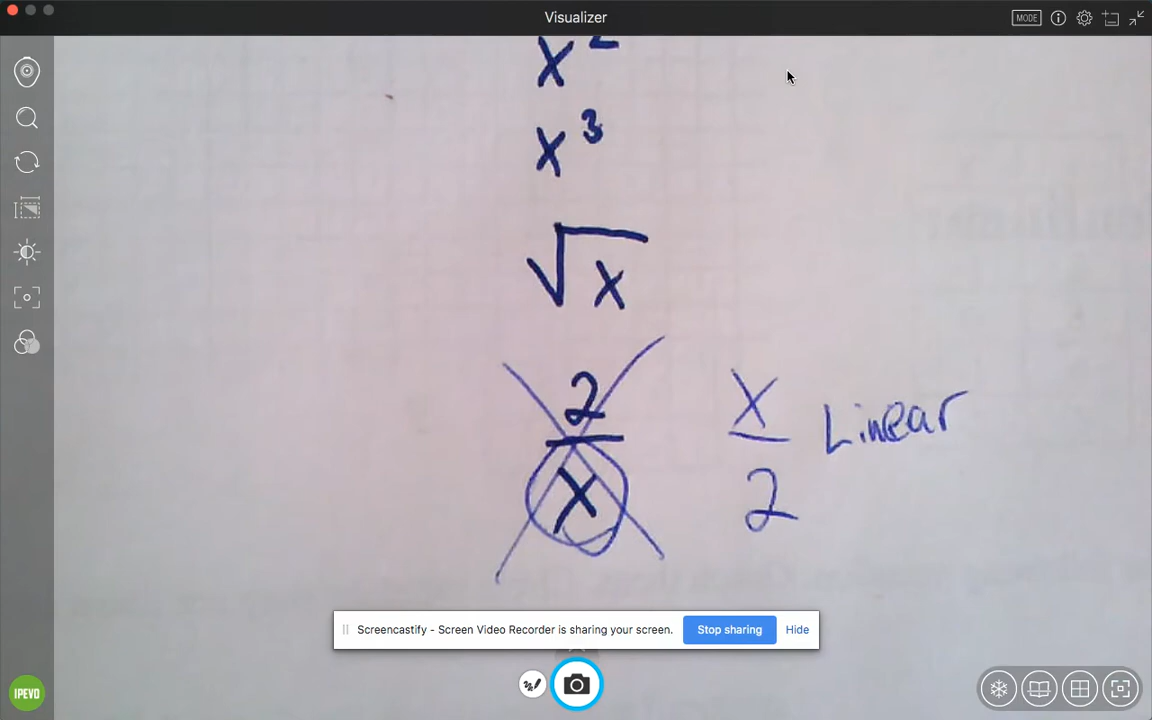 Visualizer
MODE
x²
x³
√x
2/x
x/2 Linear
Screencastify - Screen Video Recorder is sharing your screen.
Stop sharing
Hide
IPEVO